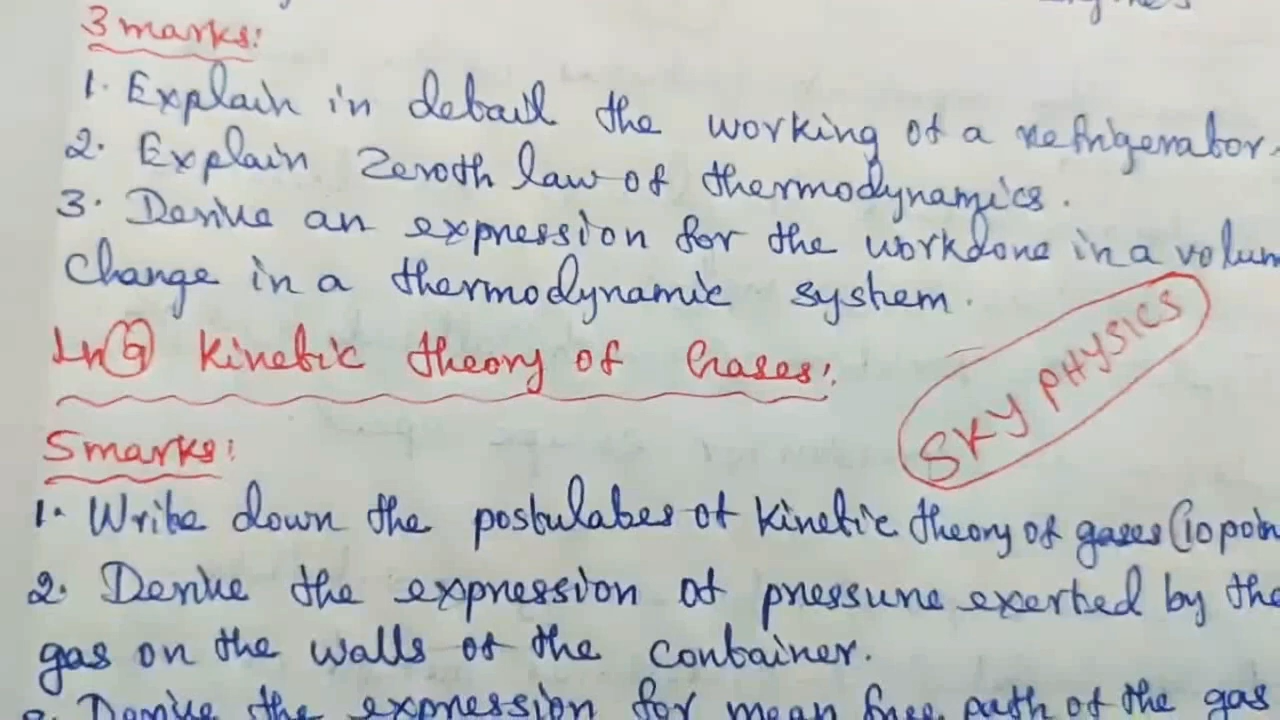 Engines
3 marks:
1. Explain in detail the working of a refrigerator.
2. Explain Zeroth law of thermodynamics.
3. Derive an expression for the workdone in a volum
change in a thermodynamic system.
Ln 9 Kinetic theory of Gases:
SKY PHYSICS
5marks:
1. Write down the postulates of kinetic theory of gases (10 poin
2. Derive the expression of pressure exerted by the
gas on the walls of the container.
3. Derive the expression for mean free path of the gas